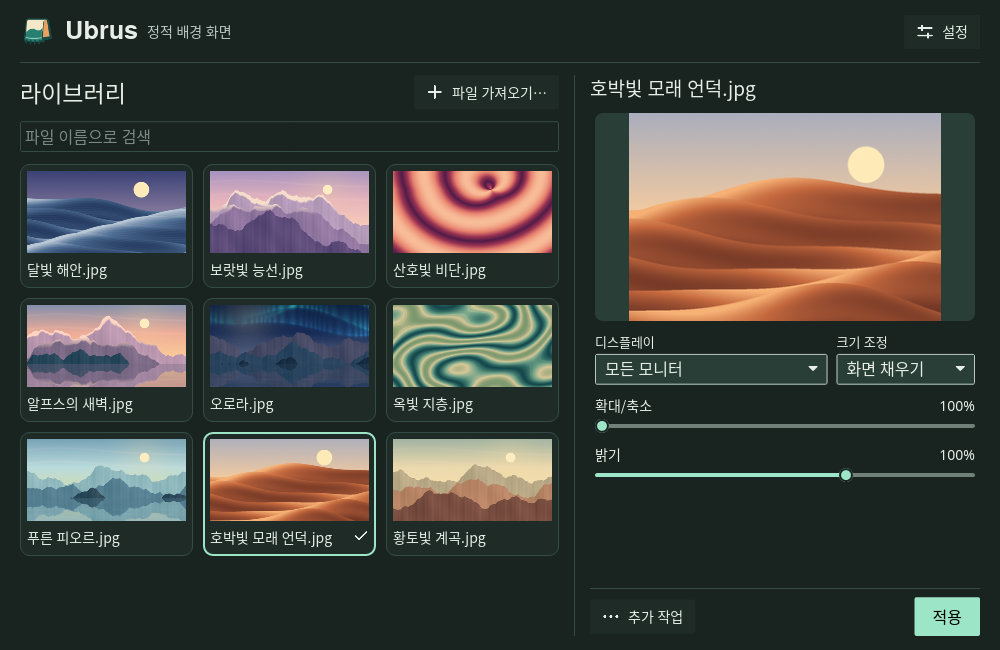 Ubrus 정적 배경 화면
설정
라이브러리
파일 가져오기…
파일 이름으로 검색
달빛 해안.jpg
보랏빛 능선.jpg
산호빛 비단.jpg
알프스의 새벽.jpg
오로라.jpg
옥빛 지층.jpg
푸른 피오르.jpg
호박빛 모래 언덕.jpg
황토빛 계곡.jpg
호박빛 모래 언덕.jpg
디스플레이
크기 조정
모든 모니터
화면 채우기
확대/축소 100%
밝기 100%
추가 작업
적용